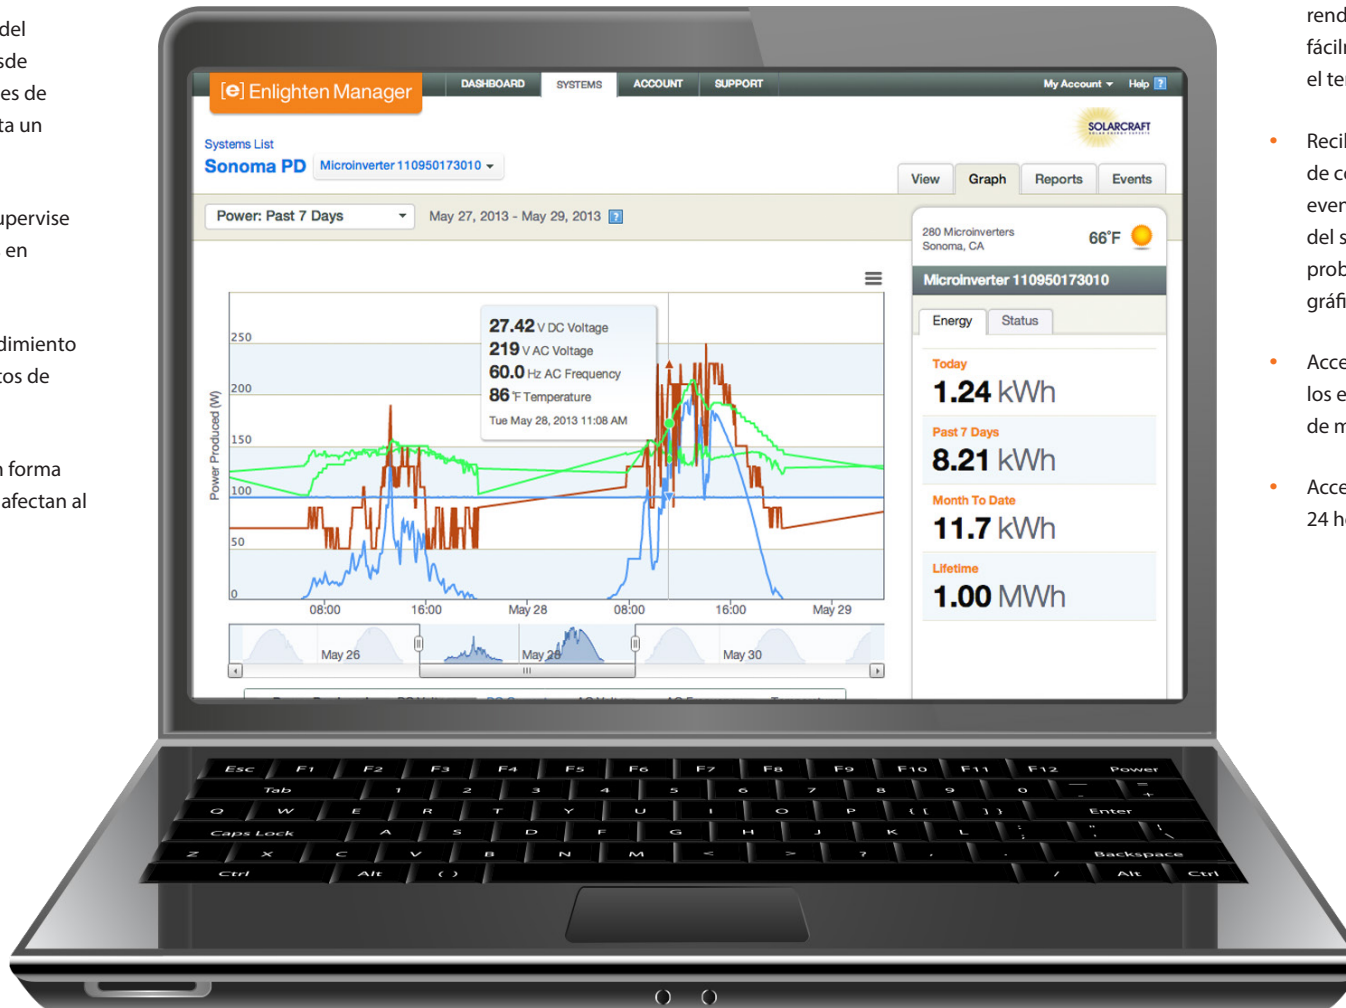 del
sde
es de
ta un
upervise
s en
dimiento
tos de
n forma
afectan al
[e] Enlighten Manager
DASHBOARD
SYSTEMS
ACCOUNT
SUPPORT
My Account
Help ?
SOLARCRAFT
Systems List
Sonoma PD
Microinverter 110950173010
View
Graph
Reports
Events
Power: Past 7 Days
May 27, 2013 - May 29, 2013 ?
280 Microinverters
Sonoma, CA
66°F
Microinverter 110950173010
Energy
Status
Today
1.24 kWh
Past 7 Days
8.21 kWh
Month To Date
11.7 kWh
Lifetime
1.00 MWh
27.42 V DC Voltage
219 V AC Voltage
60.0 Hz AC Frequency
86 °F Temperature
Tue May 28, 2013 11:08 AM
Power Produced (W)
250
200
150
100
50
0
08:00 16:00 May 28 08:00 16:00 May 29
May 26 May 28 May 30
Esc F1 F2 F3 F4 F5 F6 F7 F8 F9 F10 F11 F12 Power
Tab 1 2 3 4 5 6 7 8 9 0 - = +
Q W E R T Y U I O P { [ ] } Enter
Caps Lock A S D F G H J K L : ; " ' | \
Z X C V B N M < > ? , . Backspace
Ctrl Alt ( ) / Alt Ctrl
rend
fácilr
el ter
• Recil
de co
even
del s
prob
gráfi
• Acce
los e
de m
• Acce
24 ho